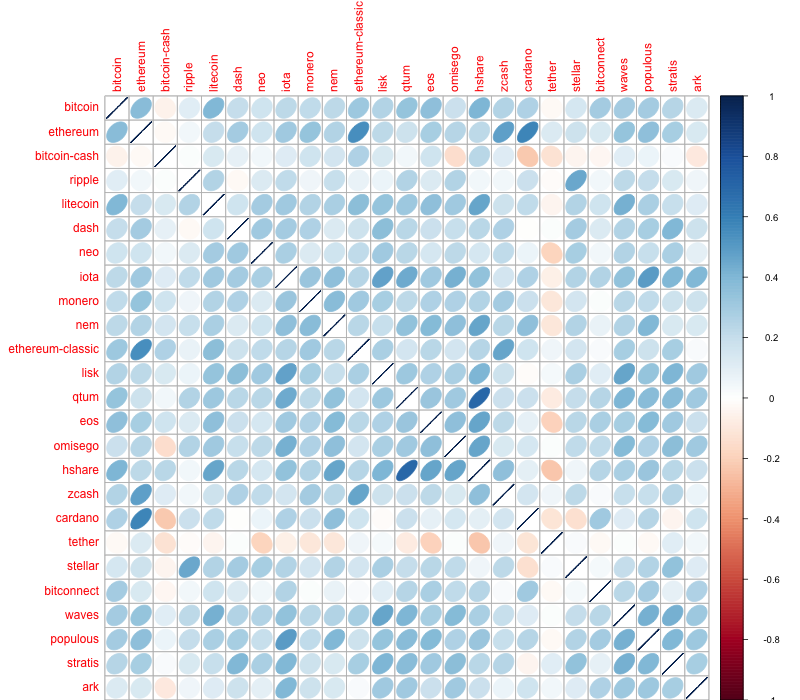 bitcoin
ethereum
bitcoin-cash
ripple
litecoin
dash
neo
iota
monero
nem
ethereum-classic
lisk
qtum
eos
omisego
hshare
zcash
cardano
tether
stellar
bitconnect
waves
populous
stratis
ark
bitcoin
ethereum
bitcoin-cash
ripple
litecoin
dash
neo
iota
monero
nem
ethereum-classic
lisk
qtum
eos
omisego
hshare
zcash
cardano
tether
stellar
bitconnect
waves
populous
stratis
ark
1
0.8
0.6
0.4
0.2
0
-0.2
-0.4
-0.6
-0.8
-1